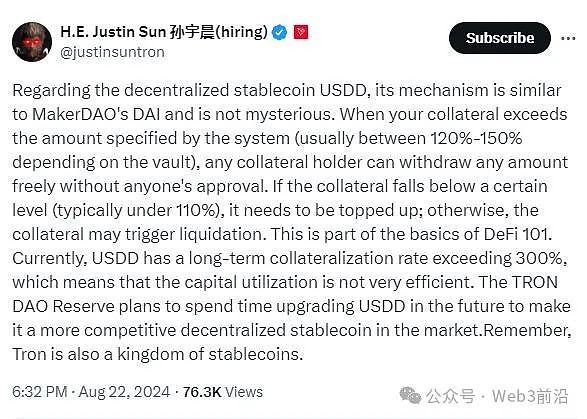 H.E. Justin Sun 孙宇晨(hiring)
@justinsuntron
Subscribe
Regarding the decentralized stablecoin USDD, its mechanism is similar
to MakerDAO's DAI and is not mysterious. When your collateral exceeds
the amount specified by the system (usually between 120%-150%
depending on the vault), any collateral holder can withdraw any amount
freely without anyone's approval. If the collateral falls below a certain
level (typically under 110%), it needs to be topped up; otherwise, the
collateral may trigger liquidation. This is part of the basics of DeFi 101.
Currently, USDD has a long-term collateralization rate exceeding 300%,
which means that the capital utilization is not very efficient. The TRON
DAO Reserve plans to spend time upgrading USDD in the future to make
it a more competitive decentralized stablecoin in the market.Remember,
Tron is also a kingdom of stablecoins.
6:32 PM · Aug 22, 2024 · 76.3K Views
公众号 · Web3前沿